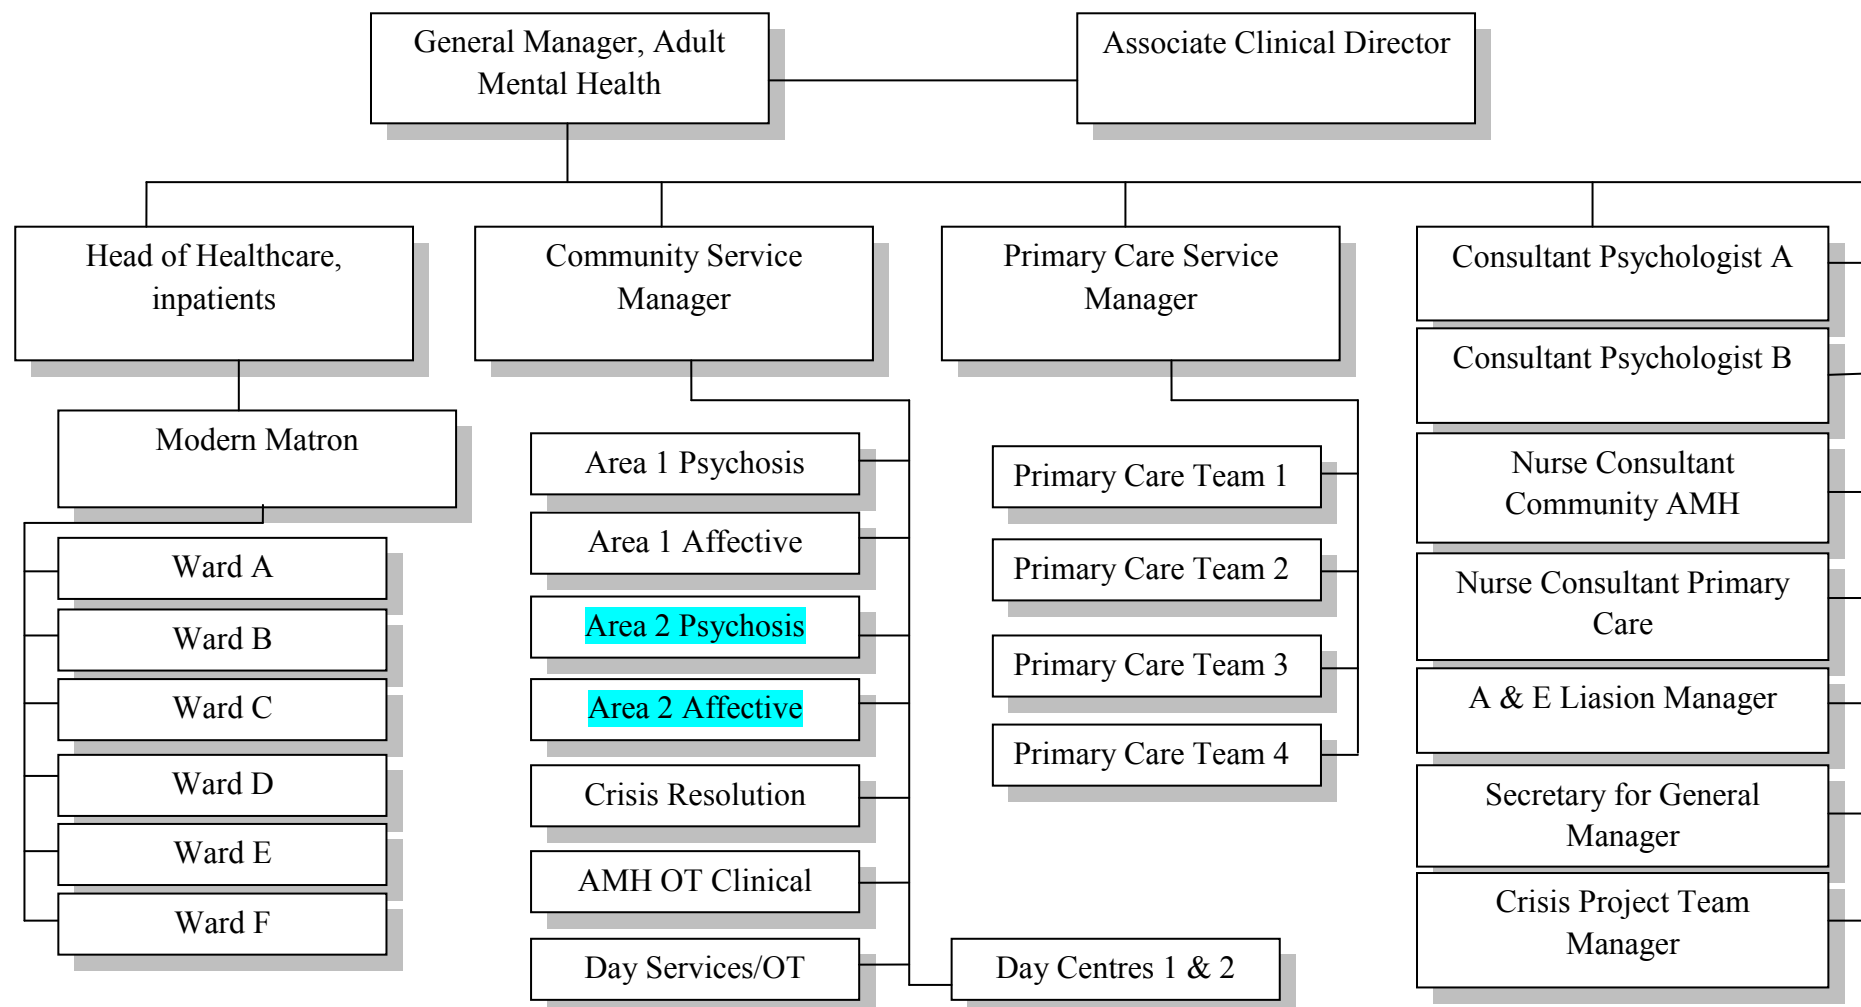 General Manager, Adult
Mental Health
Associate Clinical Director
Head of Healthcare,
inpatients
Community Service
Manager
Primary Care Service
Manager
Consultant Psychologist A
Consultant Psychologist B
Nurse Consultant
Community AMH
Nurse Consultant Primary
Care
A & E Liasion Manager
Secretary for General
Manager
Crisis Project Team
Manager
Modern Matron
Ward A
Ward B
Ward C
Ward D
Ward E
Ward F
Area 1 Psychosis
Area 1 Affective
Area 2 Psychosis
Area 2 Affective
Crisis Resolution
AMH OT Clinical
Day Services/OT
Day Centres 1 & 2
Primary Care Team 1
Primary Care Team 2
Primary Care Team 3
Primary Care Team 4